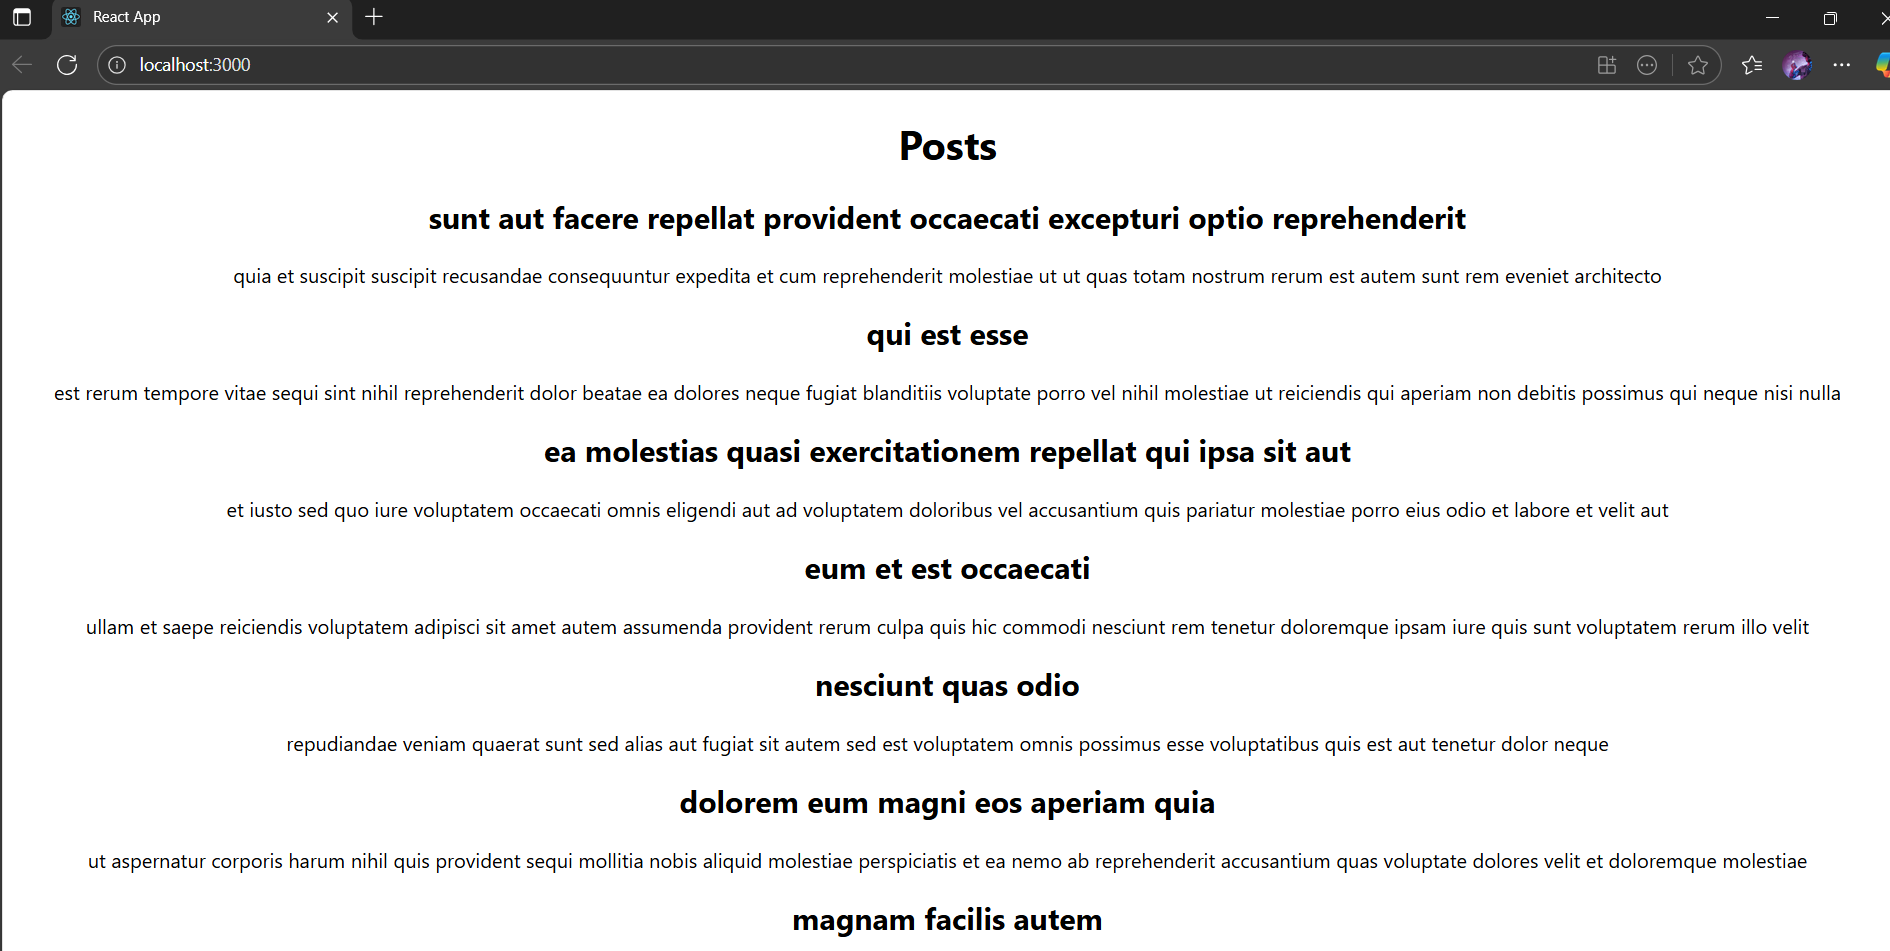 React App
localhost:3000
Posts
sunt aut facere repellat provident occaecati excepturi optio reprehenderit
quia et suscipit suscipit recusandae consequuntur expedita et cum reprehenderit molestiae ut ut quas totam nostrum rerum est autem sunt rem eveniet architecto
qui est esse
est rerum tempore vitae sequi sint nihil reprehenderit dolor beatae ea dolores neque fugiat blanditiis voluptate porro vel nihil molestiae ut reiciendis qui aperiam non debitis possimus qui neque nisi nulla
ea molestias quasi exercitationem repellat qui ipsa sit aut
et iusto sed quo iure voluptatem occaecati omnis eligendi aut ad voluptatem doloribus vel accusantium quis pariatur molestiae porro eius odio et labore et velit aut
eum et est occaecati
ullam et saepe reiciendis voluptatem adipisci sit amet autem assumenda provident rerum culpa quis hic commodi nesciunt rem tenetur doloremque ipsam iure quis sunt voluptatem rerum illo velit
nesciunt quas odio
repudiandae veniam quaerat sunt sed alias aut fugiat sit autem sed est voluptatem omnis possimus esse voluptatibus quis est aut tenetur dolor neque
dolorem eum magni eos aperiam quia
ut aspernatur corporis harum nihil quis provident sequi mollitia nobis aliquid molestiae perspiciatis et ea nemo ab reprehenderit accusantium quas voluptate dolores velit et doloremque molestiae
magnam facilis autem